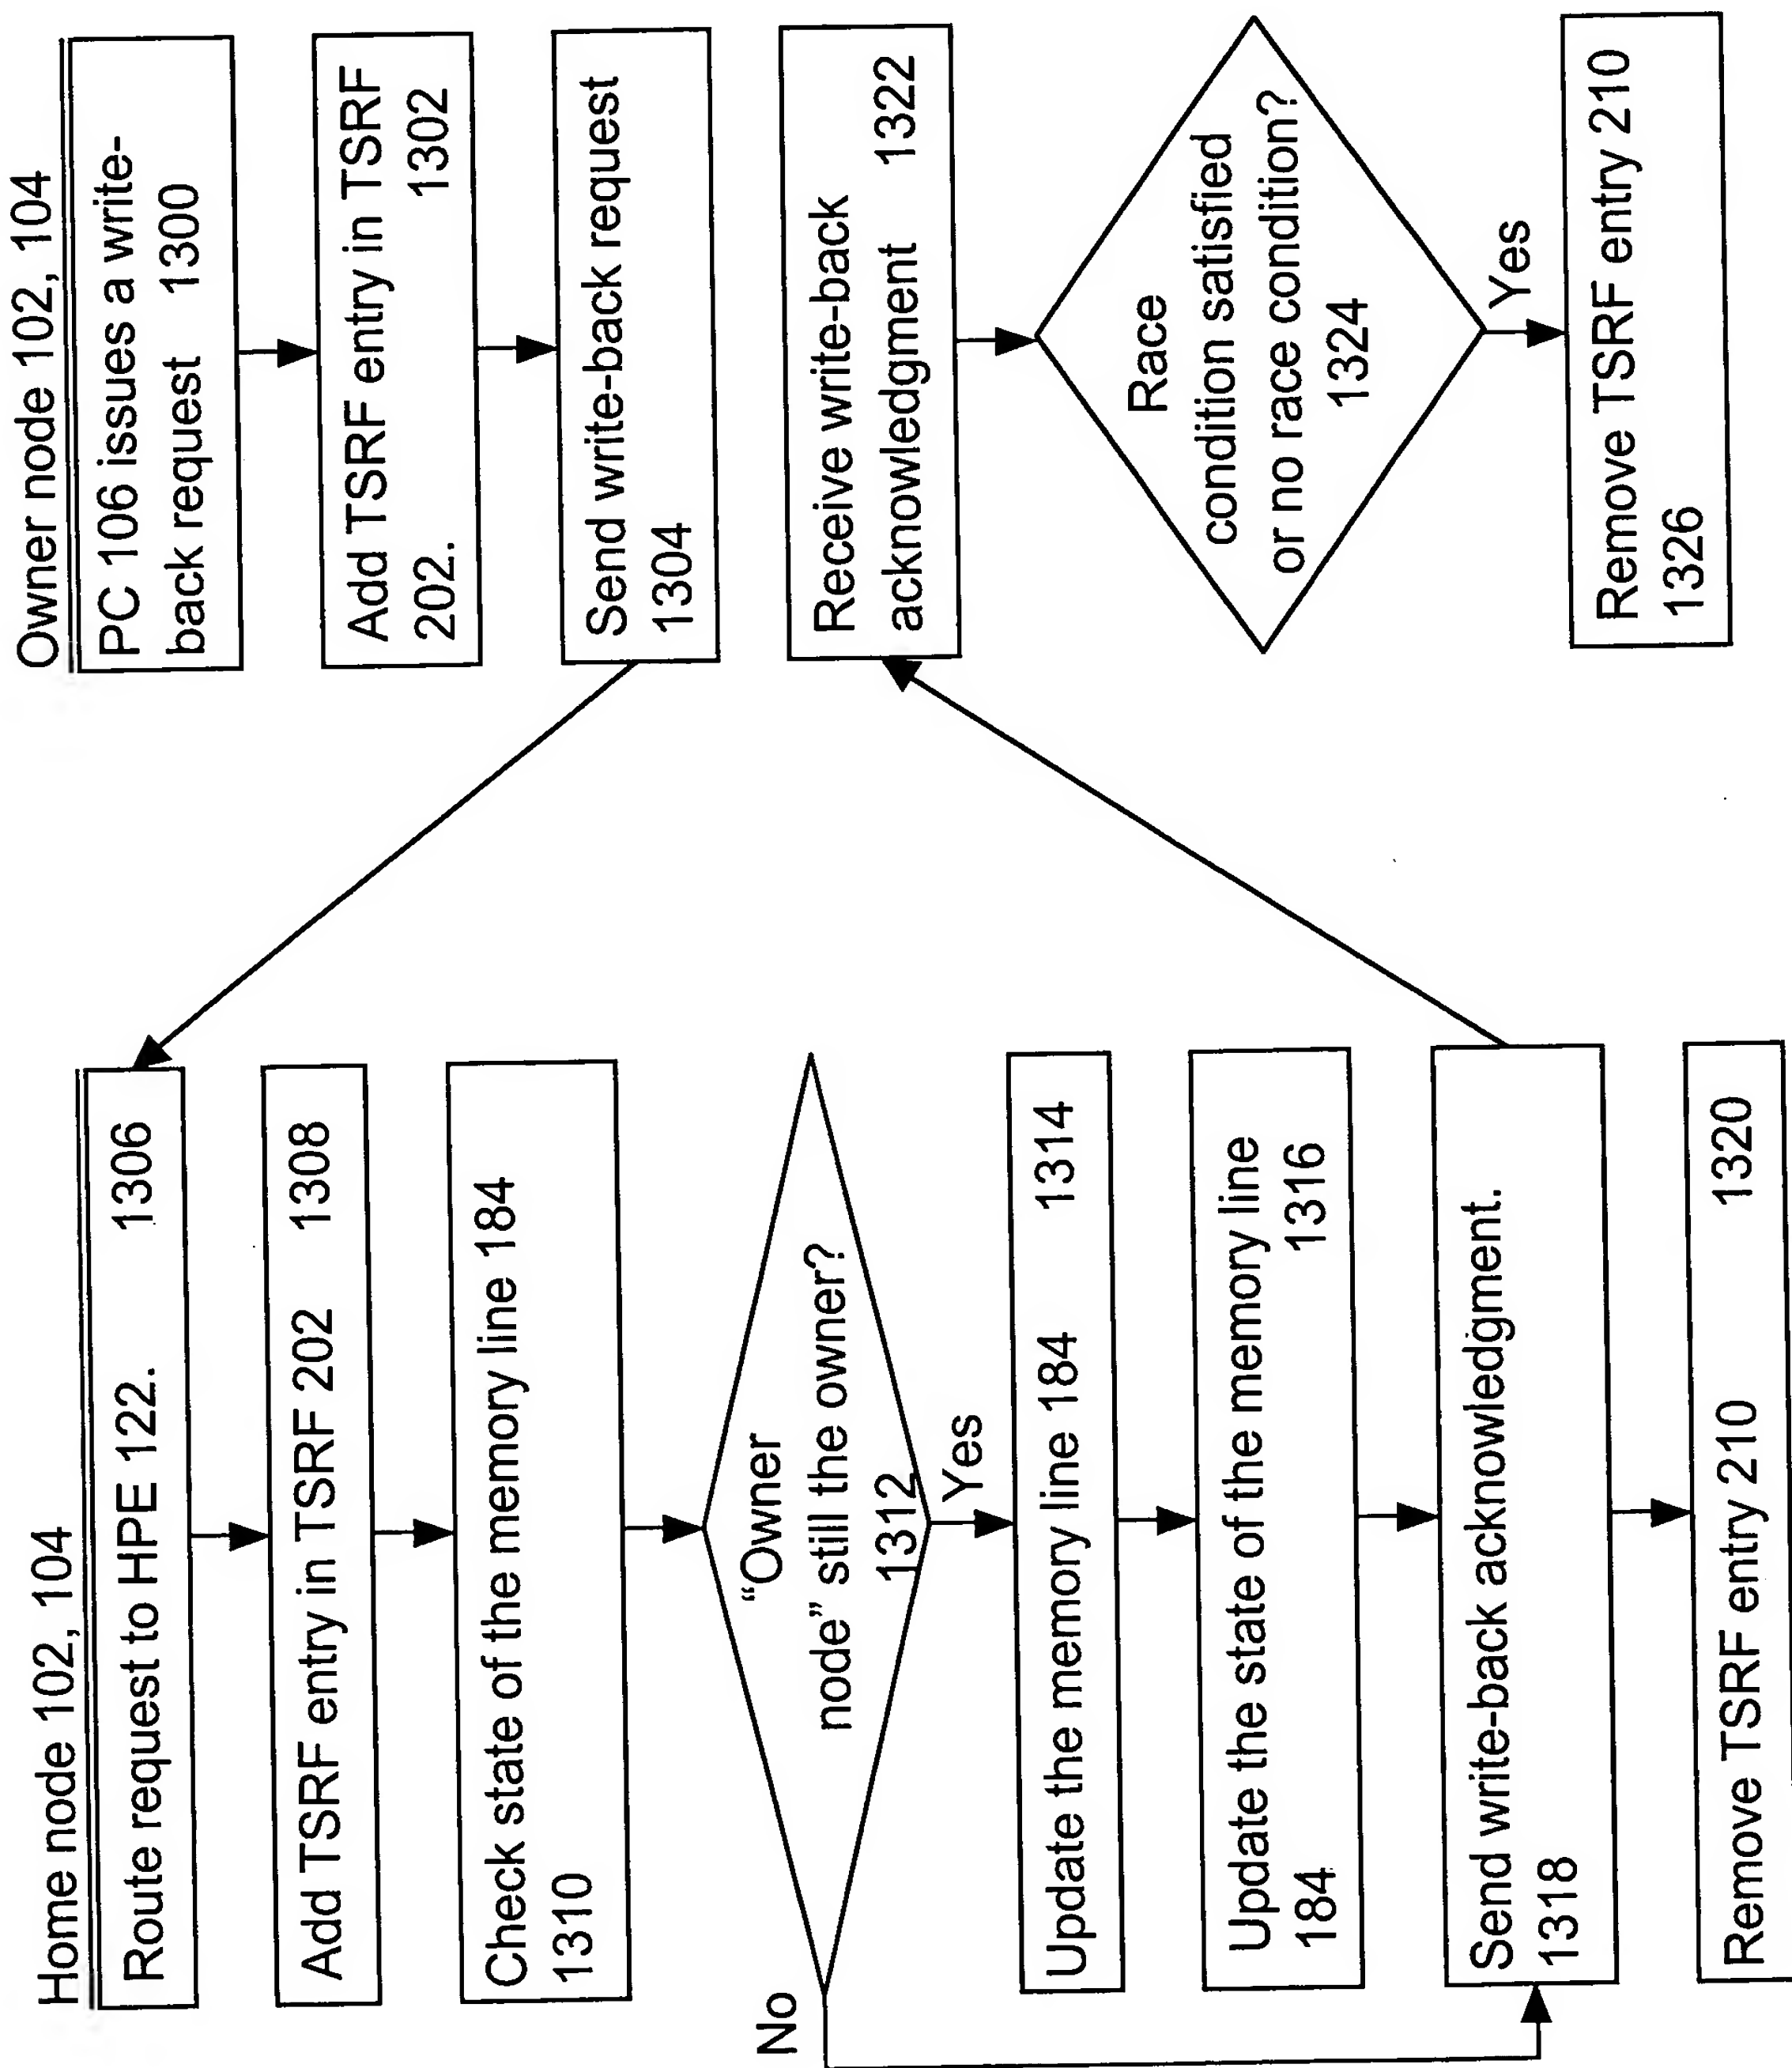 Home node 102, 104
Route request to HPE 122. 1306
Add TSRF entry in TSRF 202 1308
Check state of the memory line 184
1310
“Owner
node” still the owner?
1312
No
Yes
Update the memory line 184 1314
Update the state of the memory line
184 1316
Send write-back acknowledgment.
1318
Remove TSRF entry 210 1320
Owner node 102, 104
PC 106 issues a write-
back request 1300
Add TSRF entry in TSRF
202. 1302
Send write-back request
1304
Receive write-back
acknowledgment 1322
Race
condition satisfied
or no race condition?
1324
Yes
Remove TSRF entry 210
1326